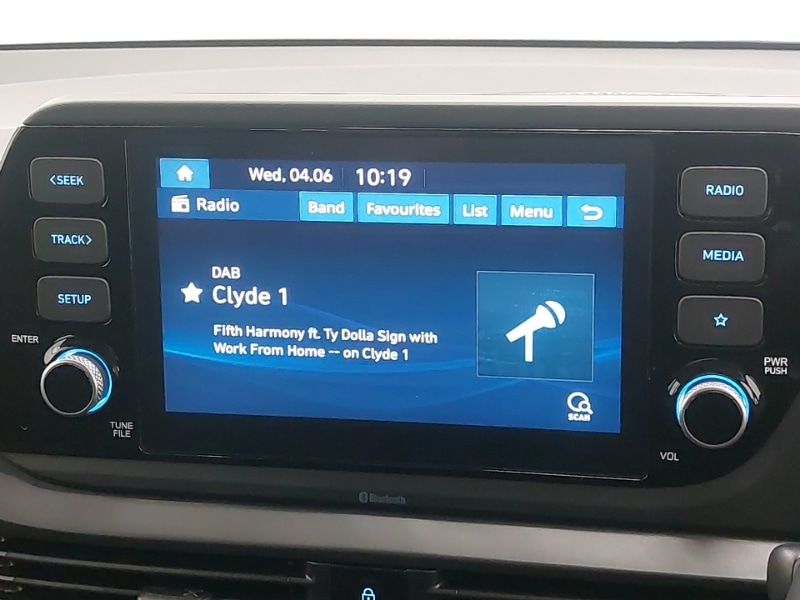 <SEEK
TRACK>
SETUP
ENTER
TUNE
FILE
Wed, 04.06 10:19
Radio Band Favourites List Menu
DAB
Clyde 1
Fifth Harmony ft. Ty Dolla Sign with
Work From Home -- on Clyde 1
SCAN
RADIO
MEDIA
PWR
PUSH
VOL
Bluetooth